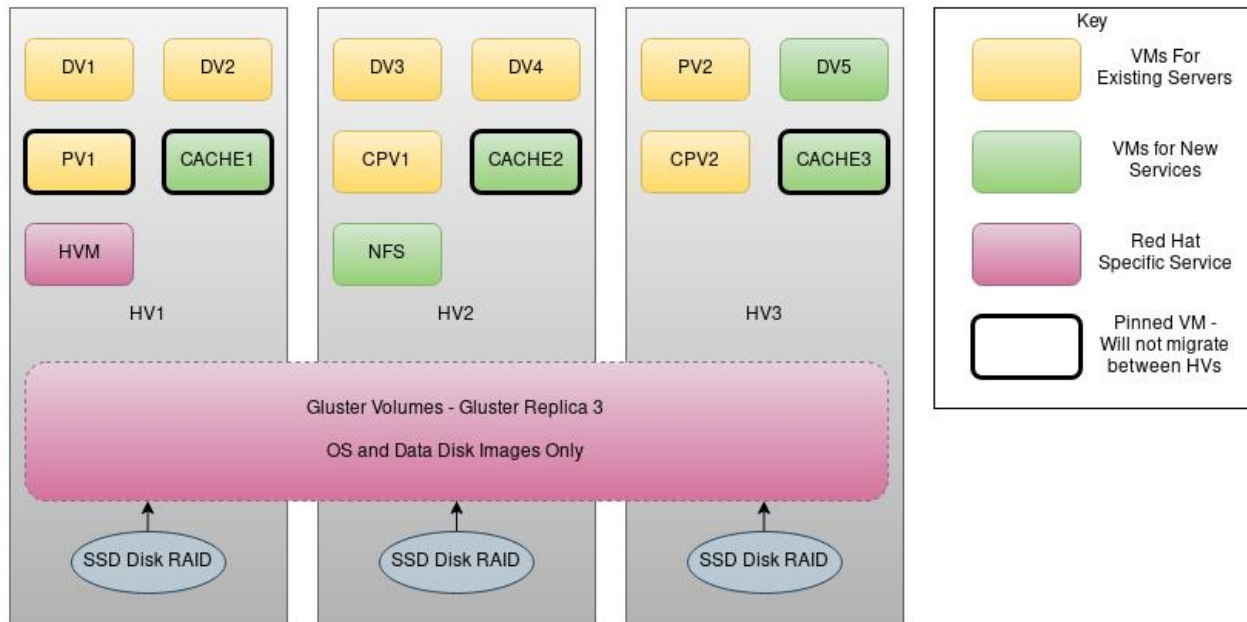 DV1
DV2
PV1
CACHE1
HVM
HV1
DV3
DV4
CPV1
CACHE2
NFS
HV2
PV2
DV5
CPV2
CACHE3
HV3
Gluster Volumes - Gluster Replica 3
OS and Data Disk Images Only
SSD Disk RAID
SSD Disk RAID
SSD Disk RAID
Key
VMs For
Existing Servers
VMs for New
Services
Red Hat
Specific Service
Pinned VM -
Will not migrate
between HVs